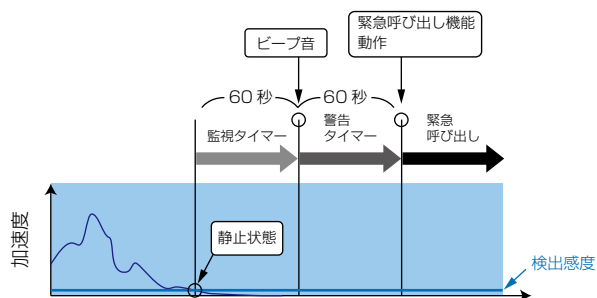 緊急呼び出し機能
動作
ビープ音
60 秒
60 秒
監視タイマー
警告
タイマー
緊急
呼び出し
加速度
静止状態
検出感度